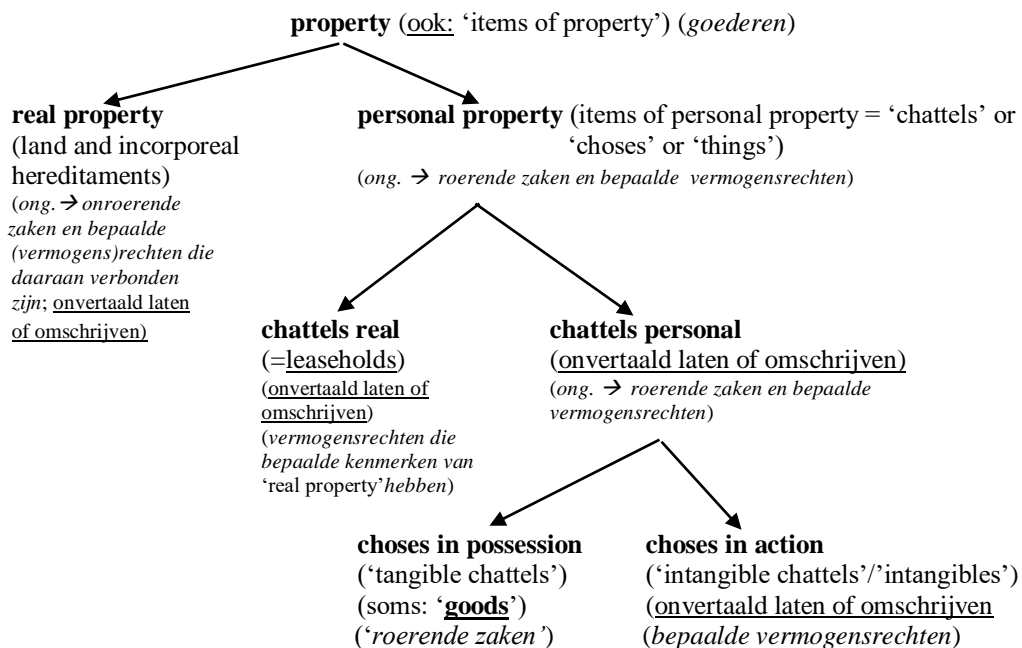 property (ook: ‘items of property’) (goederen)
real property
(land and incorporeal
hereditaments)
(ong. → onroerende
zaken en bepaalde
(vermogens)rechten die
daaraan verbonden
zijn; onvertaald laten
of omschrijven)
personal property (items of personal property = ‘chattels’ or
‘choses’ or ‘things’)
(ong. → roerende zaken en bepaalde vermogensrechten)
chattels real
(=leaseholds)
(onvertaald laten of
omschrijven)
(vermogensrechten die
bepaalde kenmerken van
‘real property’hebben)
chattels personal
(onvertaald laten of omschrijven)
(ong. → roerende zaken en bepaalde
vermogensrechten)
choses in possession
(‘tangible chattels’)
(soms: ‘goods’)
(‘roerende zaken’)
choses in action
(‘intangible chattels’/’intangibles’)
(onvertaald laten of omschrijven
(bepaalde vermogensrechten)